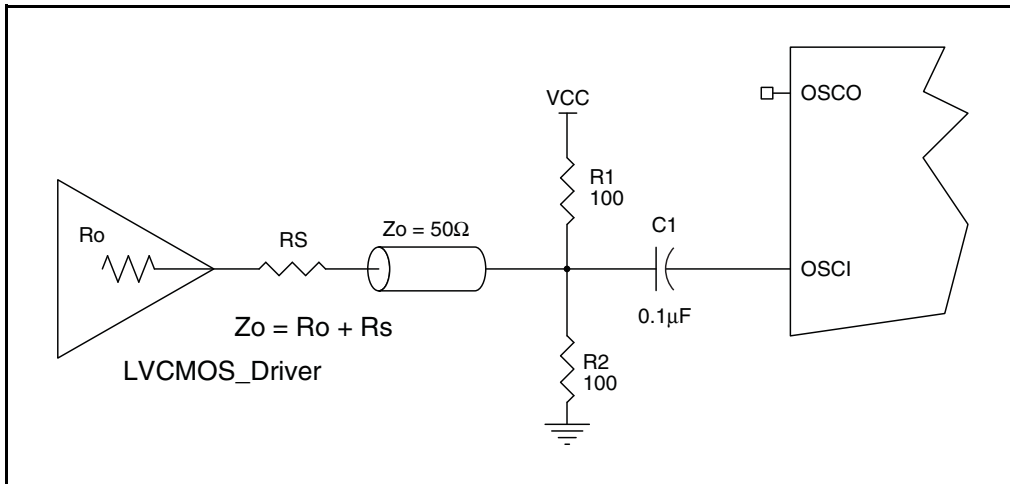 VCC
OSCO
R1
100
Ro
RS
Zo = 50Ω
C1
OSCI
0.1μF
Zo = Ro + Rs
LVCMOS_Driver
R2
100